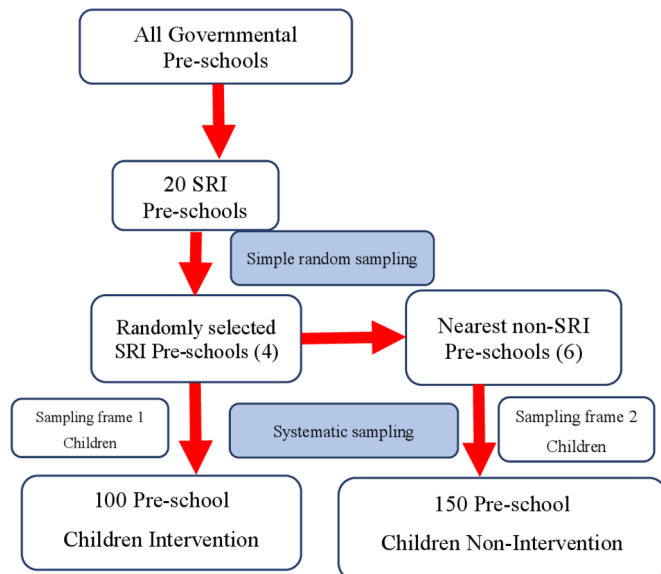 All Governmental
Pre-schools
20 SRI
Pre-schools
Simple random sampling
Randomly selected
SRI Pre-schools (4)
Nearest non-SRI
Pre-schools (6)
Sampling frame 1
Children
Systematic sampling
Sampling frame 2
Children
100 Pre-school
Children Intervention
150 Pre-school
Children Non-Intervention